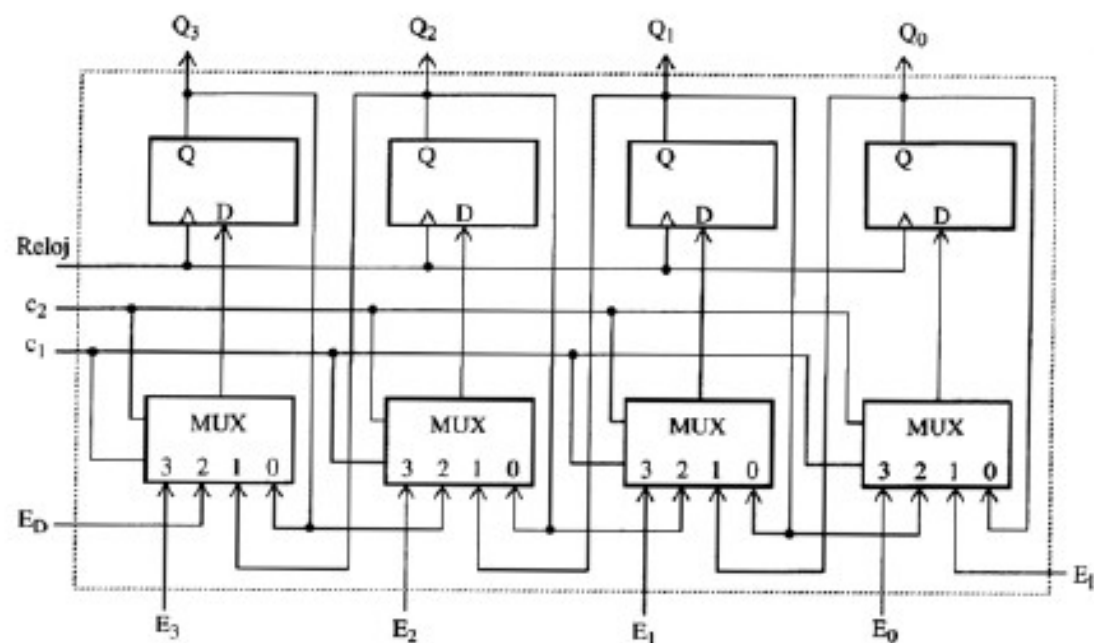 Q3 Q2 Q1 Q0
Q Q Q Q
D D D D
Reloj
c2
c1
MUX MUX MUX MUX
3 2 1 0 3 2 1 0 3 2 1 0 3 2 1 0
ED
EI
E3 E2 E1 E0